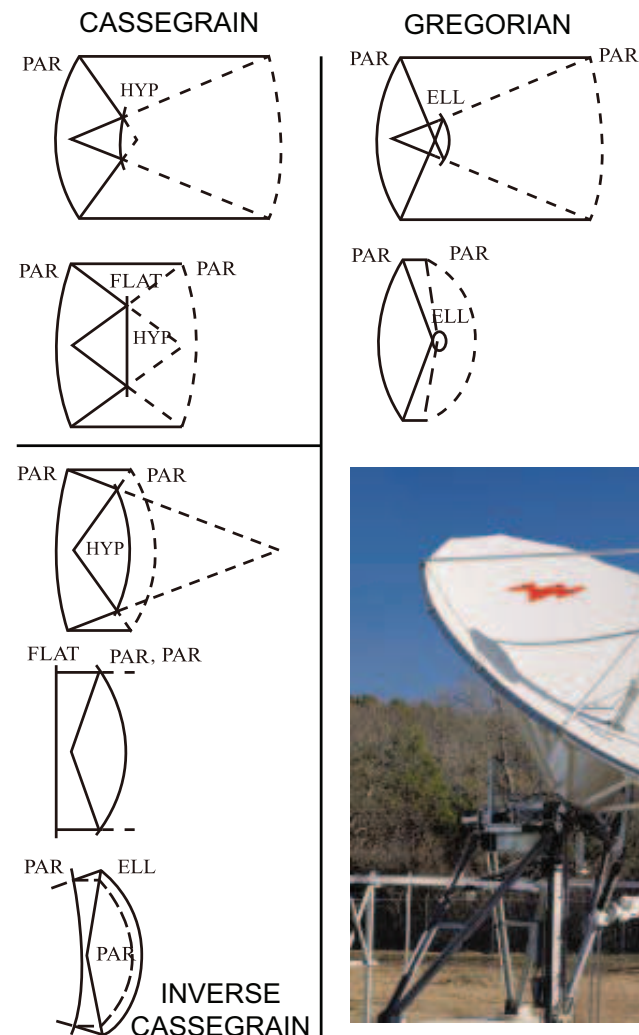 CASSEGRAIN
PAR
HYP
PAR
FLAT
PAR
HYP
PAR
PAR
HYP
FLAT
PAR, PAR
PAR
ELL
PAR
INVERSE
CASSEGRAIN
GREGORIAN
PAR
PAR
ELL
PAR
PAR
ELL